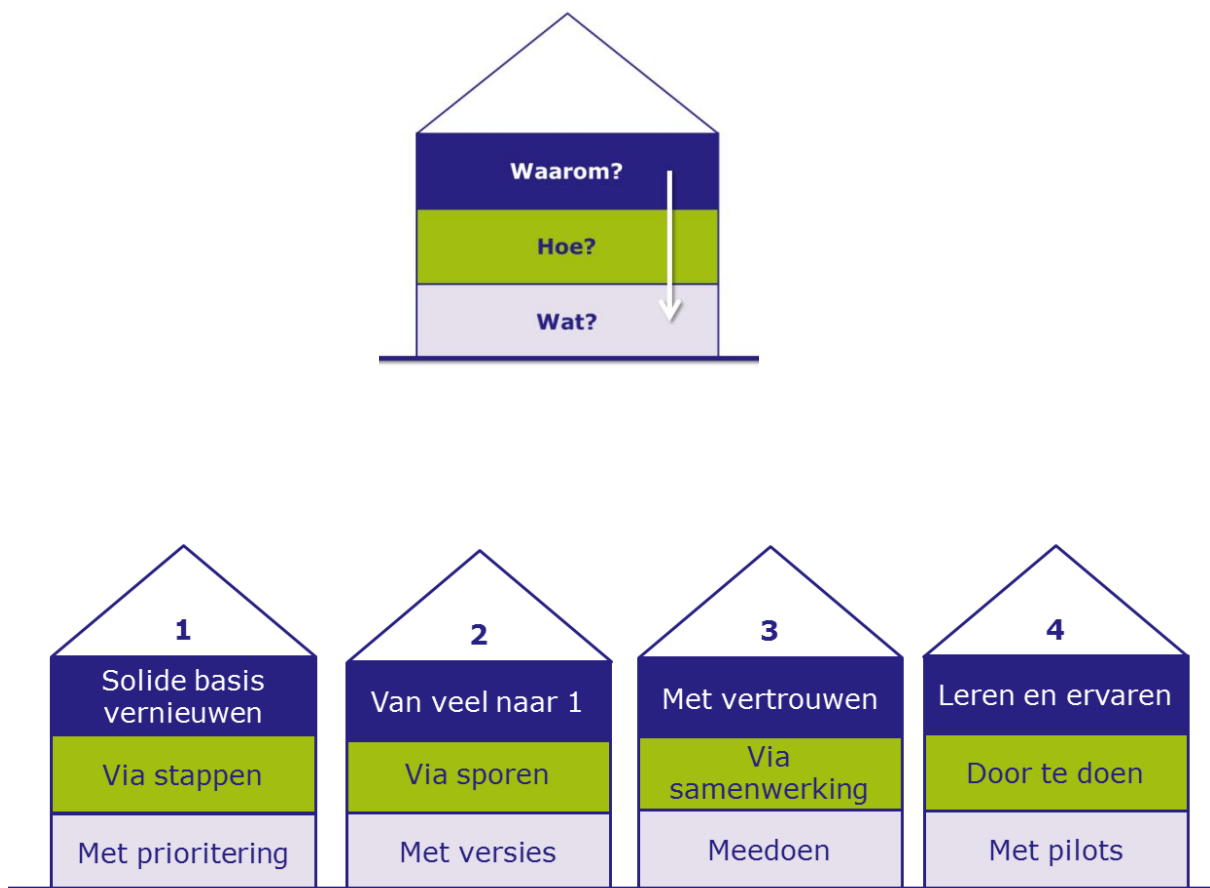 Waarom?
Hoe?
Wat?
1
Solide basis
vernieuwen
Via stappen
Met prioritering
2
Van veel naar 1
Via sporen
Met versies
3
Met vertrouwen
Via
samenwerking
Meedoen
4
Leren en ervaren
Door te doen
Met pilots